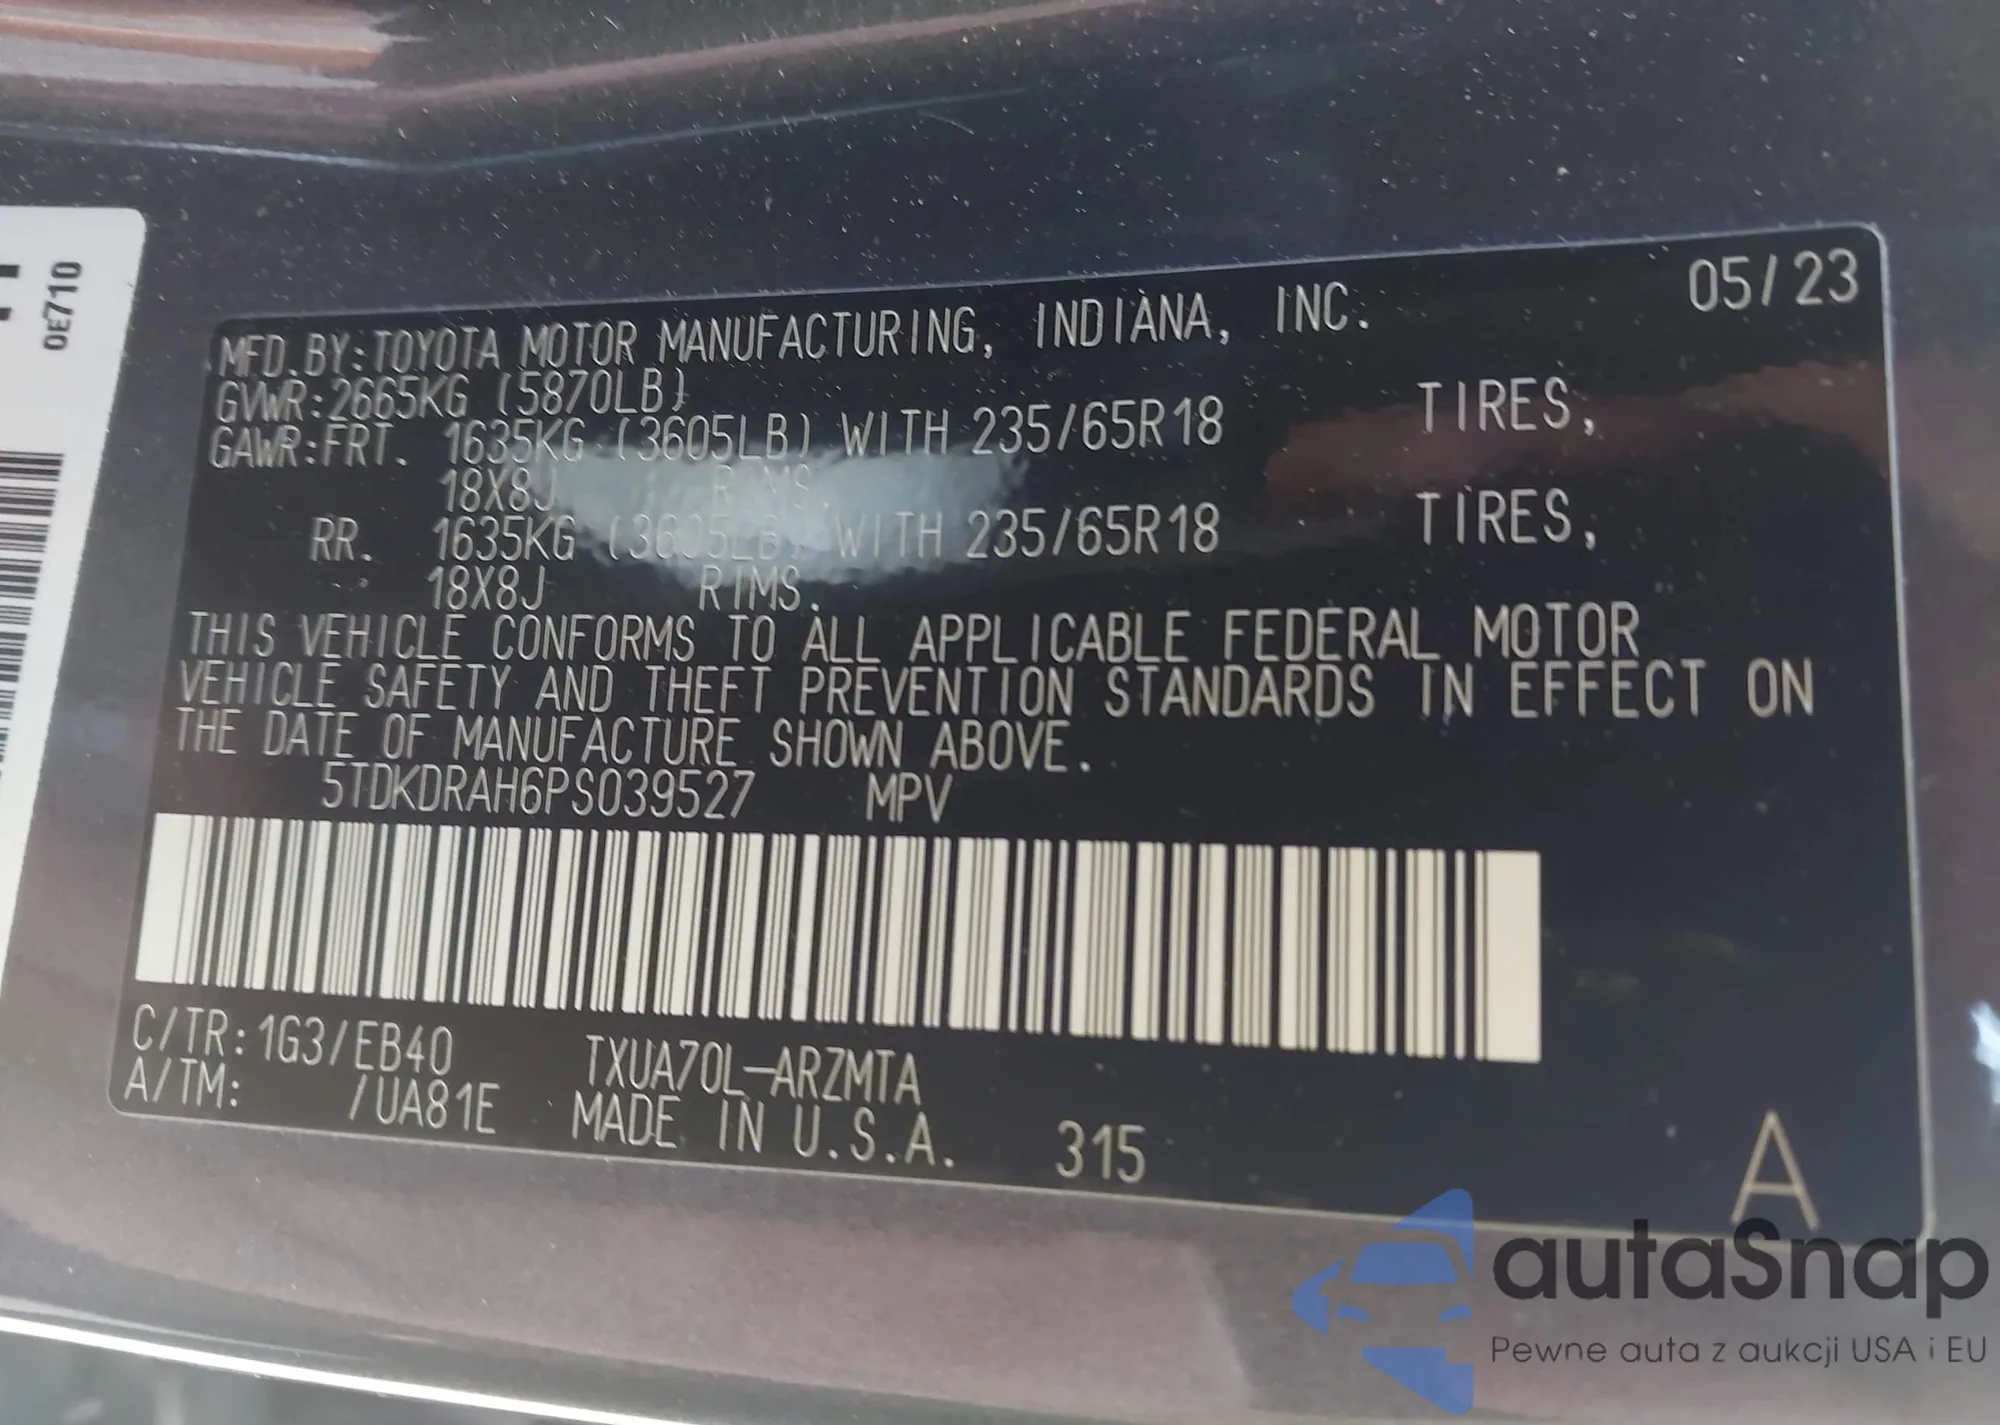 05/23
MFD.BY:TOYOTA MOTOR MANUFACTURING, INDIANA, INC.
GVWR:2665KG (5870LB)
GAWR:FRT. 1635KG (3605LB) WITH 235/65R18 TIRES,
18X8J RIMS.
RR. 1635KG (3605LB) WITH 235/65R18 TIRES,
18X8J RIMS.
THIS VEHICLE CONFORMS TO ALL APPLICABLE FEDERAL MOTOR
VEHICLE SAFETY AND THEFT PREVENTION STANDARDS IN EFFECT ON
THE DATE OF MANUFACTURE SHOWN ABOVE.
5TDKDRAH6PS039527 MPV
C/TR:1G3/EB40 TXUA70L-ARZMTA
A/TM: /UA81E MADE IN U.S.A. 315
A
0E710
autaSnap
Pewne auta z aukcji USA i EU